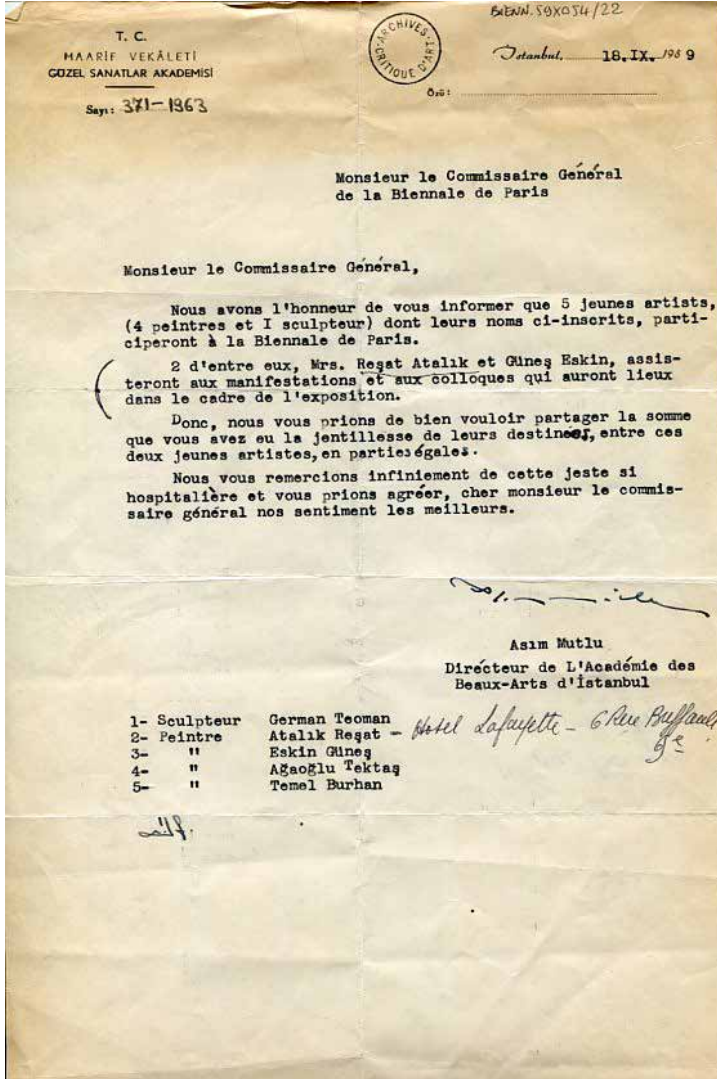 BIENN.59X054/22
T. C.
MAARİF VEKÂLETİ
GÜZEL SANATLAR AKADEMİSİ
Sayı: 371-1963
ARCHIVES
CRITIQUE D'ART
İstanbul, 18.IX.1959
Özü:
Monsieur le Commissaire Général
de la Biennale de Paris
Monsieur le Commissaire Général,
Nous avons l'honneur de vous informer que 5 jeunes artists,
(4 peintres et I sculpteur) dont leurs noms ci-inscrits, parti-
ciperont à la Biennale de Paris.
2 d'entre eux, Mrs. Reşat Atalık et Güneş Eskin, assis-
teront aux manifestations et aux colloques qui auront lieux
dans le cadre de l'exposition.
Donc, nous vous prions de bien vouloir partager la somme
que vous avez eu la jentillesse de leurs destinées, entre ces
deux jeunes artistes, en parties égales.
Nous vous remercions infiniement de cette jeste si
hospitalière et vous prions agréer, cher monsieur le commis-
saire général nos sentiment les meilleurs.
Asım Mutlu
Directeur de L'Académie des
Beaux-Arts d'İstanbul
1- Sculpteur German Teoman
2- Peintre Atalık Reşat - Hotel Lafayette - 6 Rue Buffault
9e
3- " Eskin Güneş
4- " Ağaoğlu Tektaş
5- " Temel Burhan